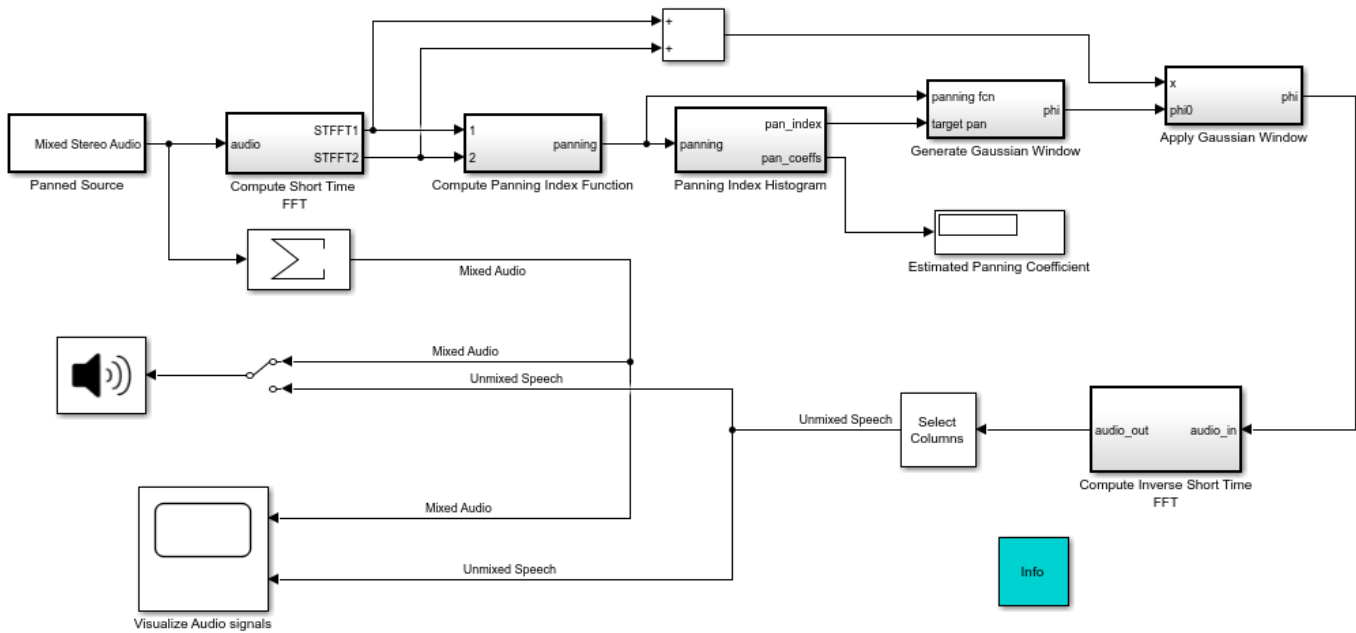 +
+
x
phi
phi0
Apply Gaussian Window
panning fcn
phi
target pan
Generate Gaussian Window
Mixed Stereo Audio
Panned Source
audio
STFFT1
STFFT2
Compute Short Time
FFT
1
2
panning
Compute Panning Index Function
panning
pan_index
pan_coeffs
Panning Index Histogram
Estimated Panning Coefficient
Mixed Audio
Mixed Audio
Unmixed Speech
Unmixed Speech
Select
Columns
audio_out
audio_in
Compute Inverse Short Time
FFT
Mixed Audio
Unmixed Speech
Visualize Audio signals
Info